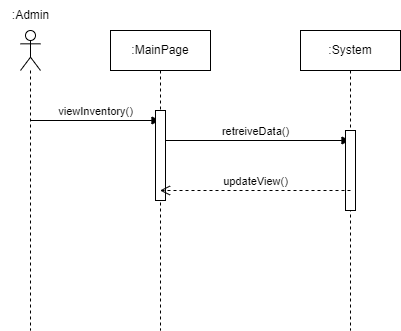 :Admin
:MainPage
:System
viewInventory()
retreiveData()
updateView()